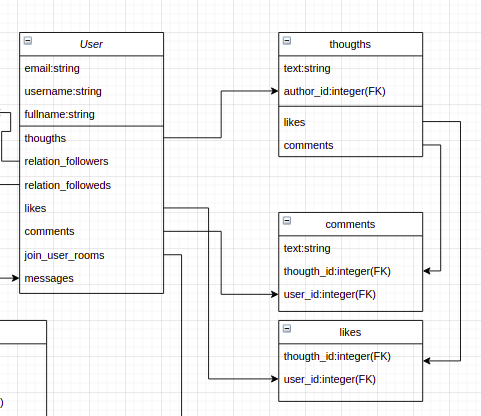 User
email:string
username:string
fullname:string
thougths
relation_followers
relation_followeds
likes
comments
join_user_rooms
messages
thougths
text:string
author_id:integer(FK)
likes
comments
comments
text:string
thougth_id:integer(FK)
user_id:integer(FK)
likes
thougth_id:integer(FK)
user_id:integer(FK)
)